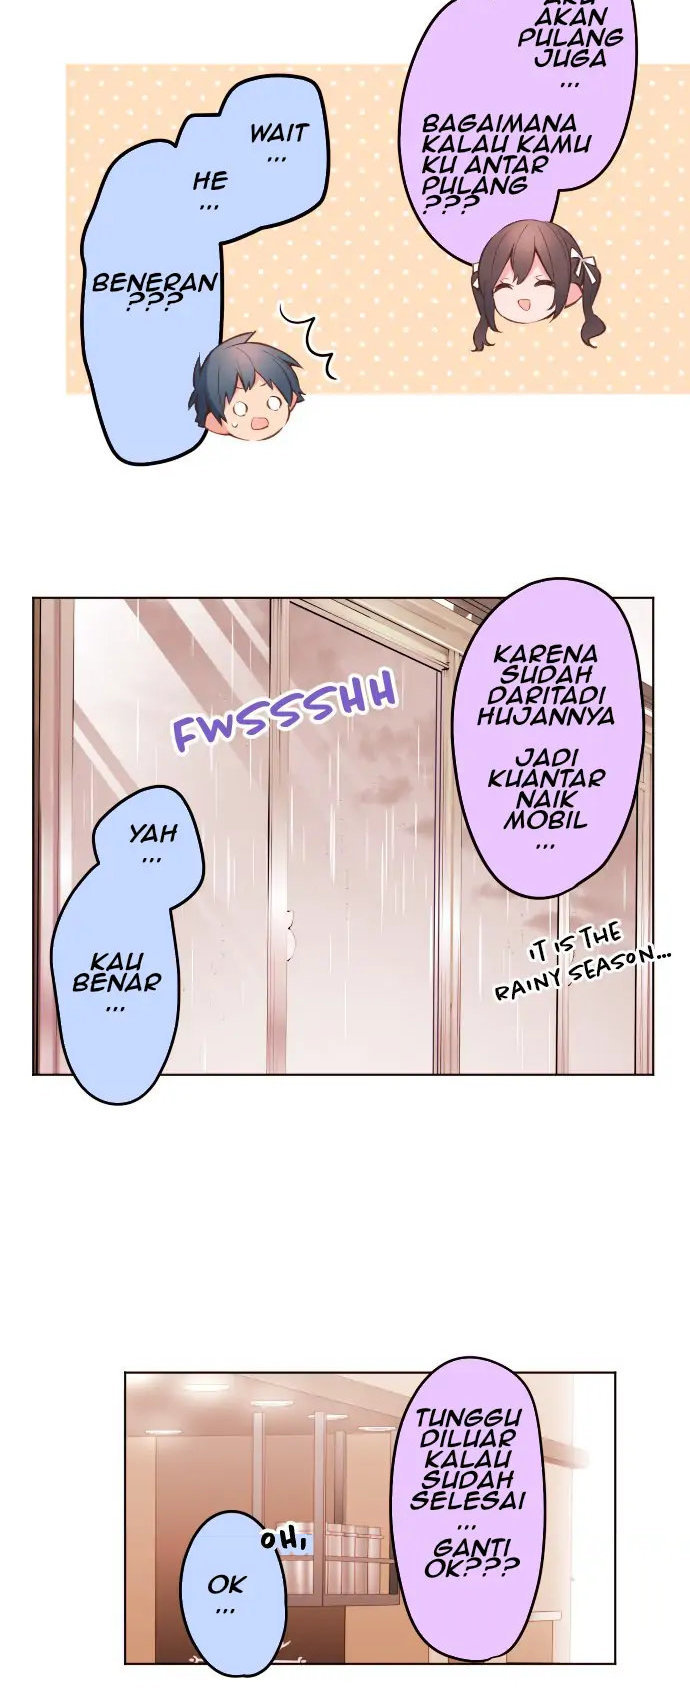 AKU
AKAN
PULANG
JUGA
...
BAGAIMANA
KALAU KAMU
KU ANTAR
PULANG
???
WAIT
...
HE
...
BENERAN
???
KARENA
SUDAH
DARITADI
HUJANNYA
JADI
KUANTAR
NAIK
MOBIL
...
FWSSSHH
YAH
...
KAU
BENAR
...
IT IS THE
RAINY SEASON...
TUNGGU
DILUAR
KALAU
SUDAH
SELESAI
...
GANTI
OK???
OH!
OK
...